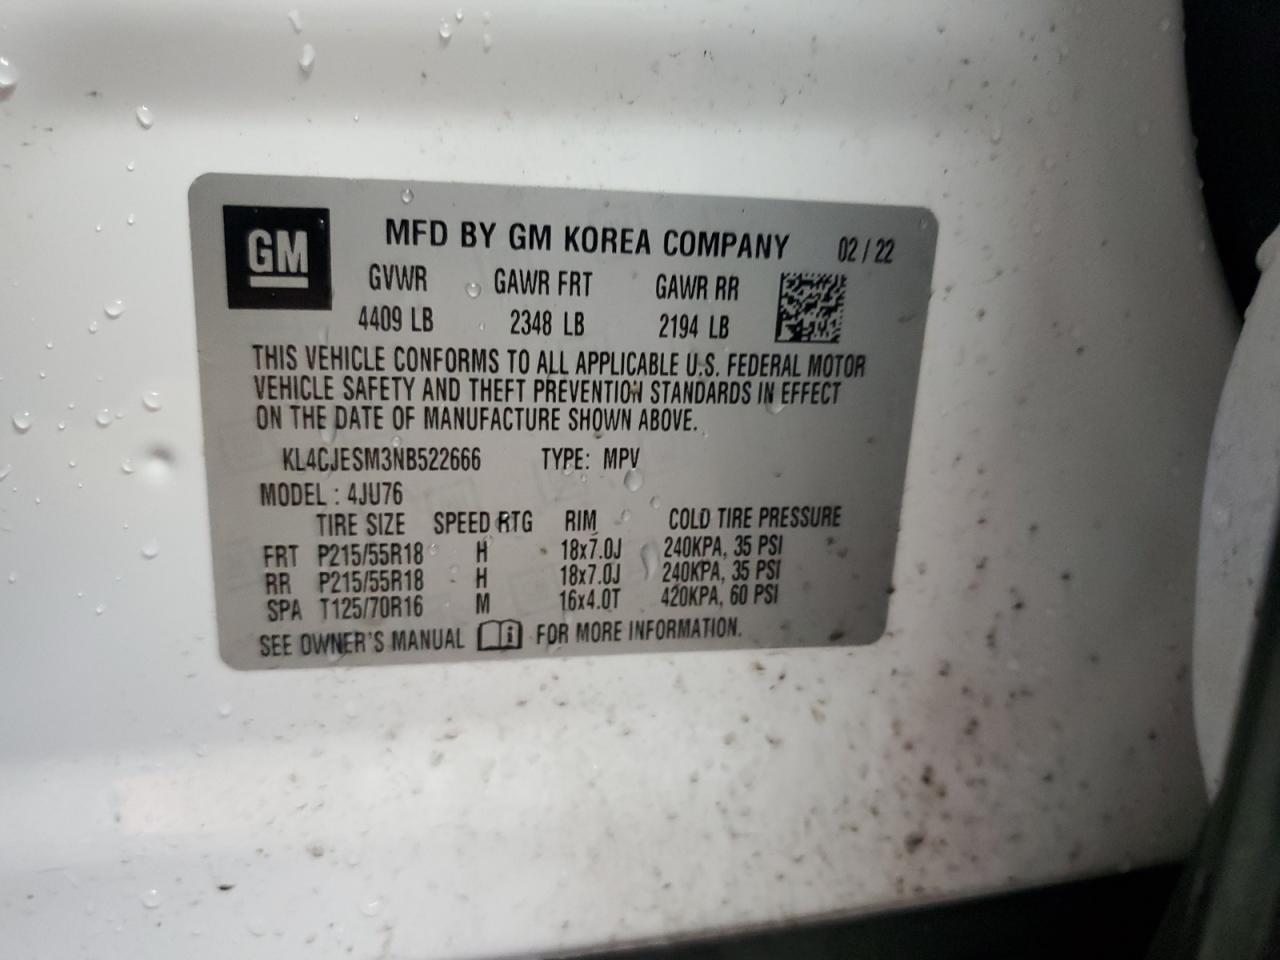 GM
MFD BY GM KOREA COMPANY 02 / 22
GVWR GAWR FRT GAWR RR
4409 LB 2348 LB 2194 LB
THIS VEHICLE CONFORMS TO ALL APPLICABLE U.S. FEDERAL MOTOR
VEHICLE SAFETY AND THEFT PREVENTION STANDARDS IN EFFECT
ON THE DATE OF MANUFACTURE SHOWN ABOVE.
KL4CJESM3NB522666 TYPE: MPV
MODEL : 4JU76
TIRE SIZE SPEED RTG RIM COLD TIRE PRESSURE
FRT P215/55R18 H 18x7.0J 240KPA, 35 PSI
RR P215/55R18 H 18x7.0J 240KPA, 35 PSI
SPA T125/70R16 M 16x4.0T 420KPA, 60 PSI
SEE OWNER'S MANUAL FOR MORE INFORMATION.